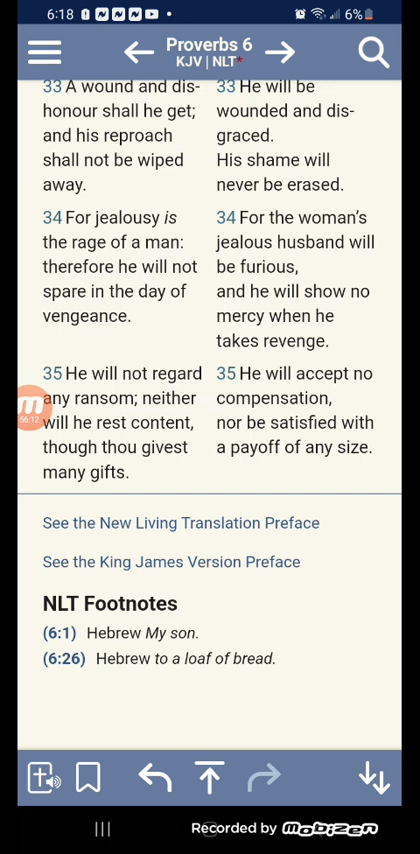 6:18 6%
Proverbs 6
KJV | NLT*
33 A wound and dis-
honour shall he get;
and his reproach
shall not be wiped
away.
33 He will be
wounded and dis-
graced.
His shame will
never be erased.
34 For jealousy is
the rage of a man:
therefore he will not
spare in the day of
vengeance.
34 For the woman’s
jealous husband will
be furious,
and he will show no
mercy when he
takes revenge.
35 He will not regard
any ransom; neither
will he rest content,
though thou givest
many gifts.
35 He will accept no
compensation,
nor be satisfied with
a payoff of any size.
56:12
See the New Living Translation Preface
See the King James Version Preface
NLT Footnotes
(6:1) Hebrew My son.
(6:26) Hebrew to a loaf of bread.
Recorded by mobizen